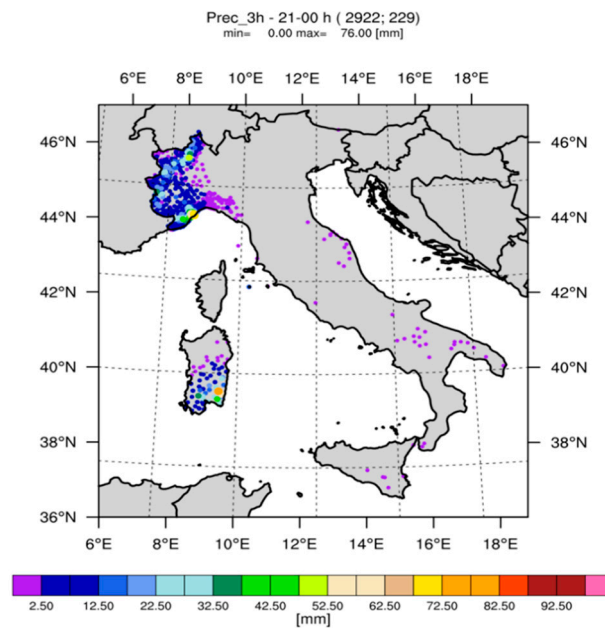 Prec_3h - 21-00 h ( 2922; 229)
min= 0.00 max= 76.00 [mm]
6°E 8°E 10°E 12°E 14°E 16°E 18°E
46°N 46°N
44°N 44°N
42°N 42°N
40°N 40°N
38°N 38°N
36°N 36°N
6°E 8°E 10°E 12°E 14°E 16°E 18°E
2.50 12.50 22.50 32.50 42.50 52.50 62.50 72.50 82.50 92.50
[mm]